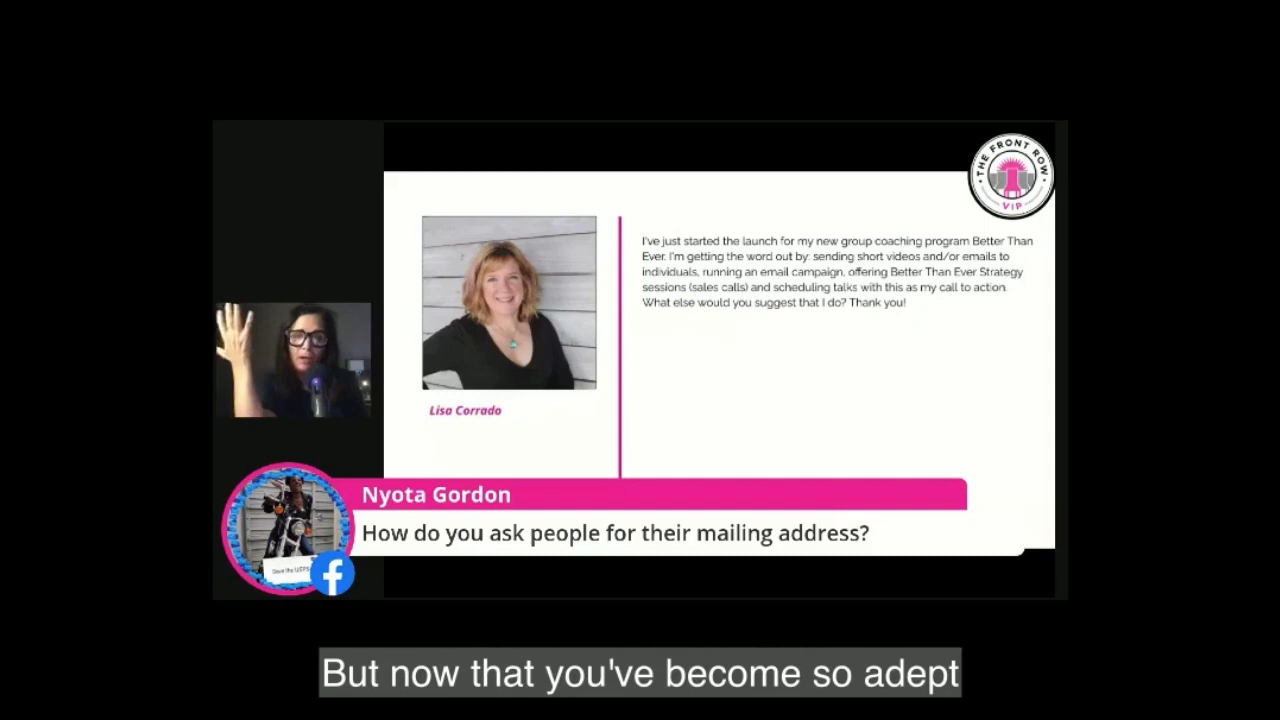 THE FRONT ROW
VIP
I've just started the launch for my new group coaching program Better Than
Ever. I'm getting the word out by: sending short videos and/or emails to
individuals, running an email campaign, offering Better Than Ever Strategy
sessions (sales calls) and scheduling talks with this as my call to action.
What else would you suggest that I do? Thank you!
Lisa Corrado
Nyota Gordon
How do you ask people for their mailing address?
Save the USPS
But now that you've become so adept